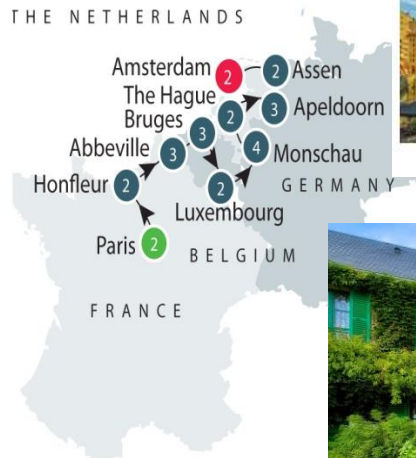 THE NETHERLANDS
Amsterdam 2
2 Assen
The Hague 2
3 Apeldoorn
Bruges 3
Abbeville 3
4 Monschau
Honfleur 2
GERMANY
2
Luxembourg
Paris 2
BELGIUM
FRANCE